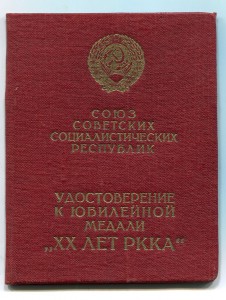 СОЮЗ
СОВЕТСКИХ
СОЦИАЛИСТИЧЕСКИХ
РЕСПУБЛИК
УДОСТОВЕРЕНИЕ
К ЮБИЛЕЙНОЙ
МЕДАЛИ
„XX ЛЕТ РККА“